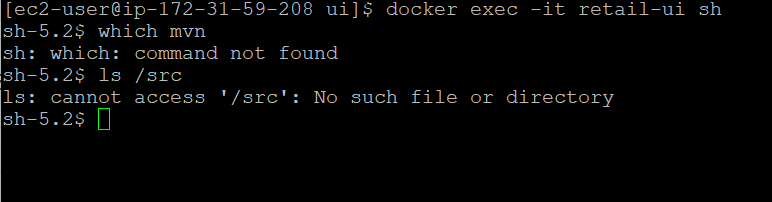 [ec2-user@ip-172-31-59-208 ui]$ docker exec -it retail-ui sh
sh-5.2$ which mvn
sh: which: command not found
sh-5.2$ ls /src
ls: cannot access '/src': No such file or directory
sh-5.2$